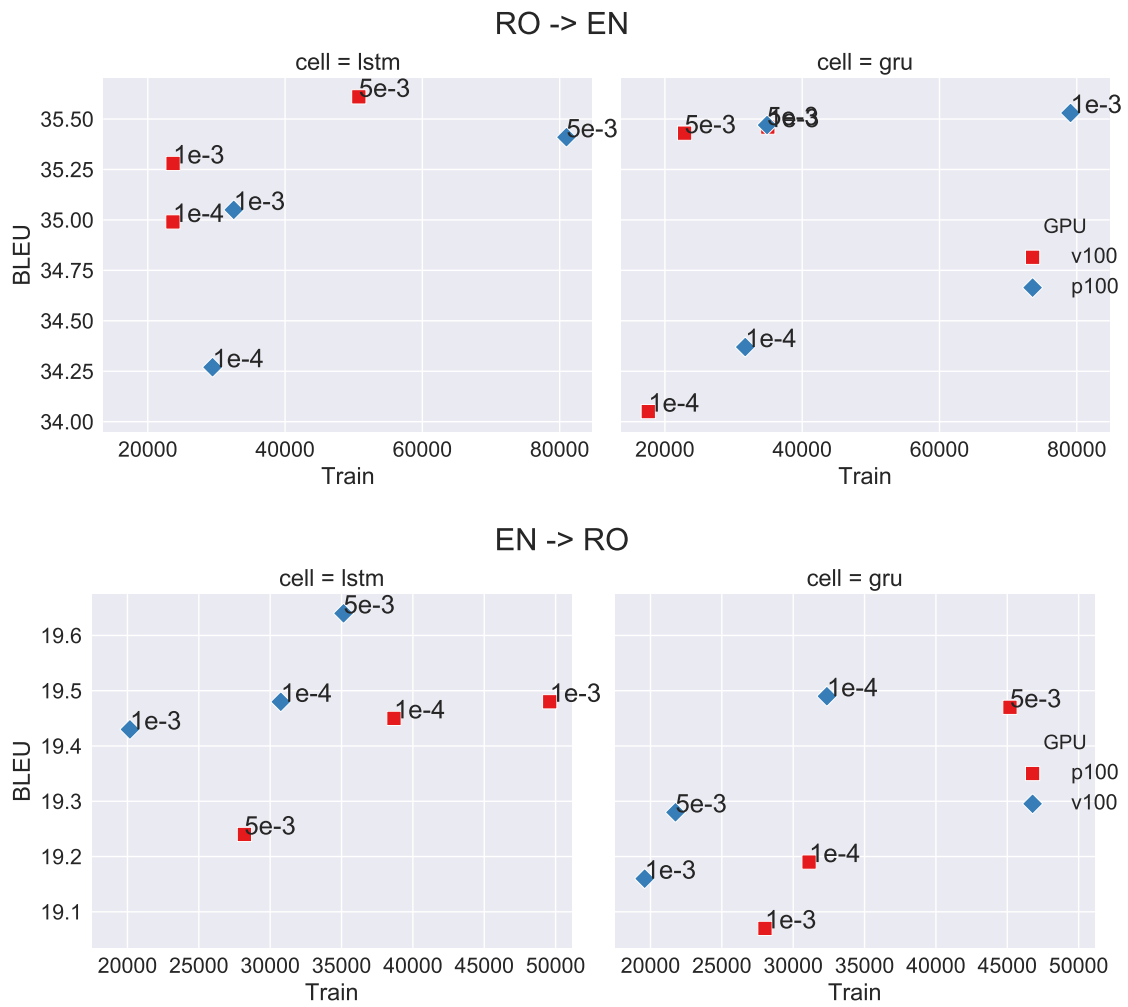 RO -> EN
cell = lstm
cell = gru
5e-3
1e-3
1e-4
1e-3
5e-3
1e-4
5e-3
5e-3
1e-3
1e-3
1e-4
1e-4
35.50
35.25
35.00
34.75
34.50
34.25
34.00
BLEU
GPU
v100
p100
20000 40000 60000 80000
20000 40000 60000 80000
Train
Train
EN -> RO
cell = lstm
cell = gru
5e-3
1e-4
1e-3
1e-4
1e-3
5e-3
1e-4
5e-3
5e-3
1e-4
1e-3
1e-3
19.6
19.5
19.4
19.3
19.2
19.1
BLEU
GPU
p100
v100
20000 25000 30000 35000 40000 45000 50000
20000 25000 30000 35000 40000 45000 50000
Train
Train